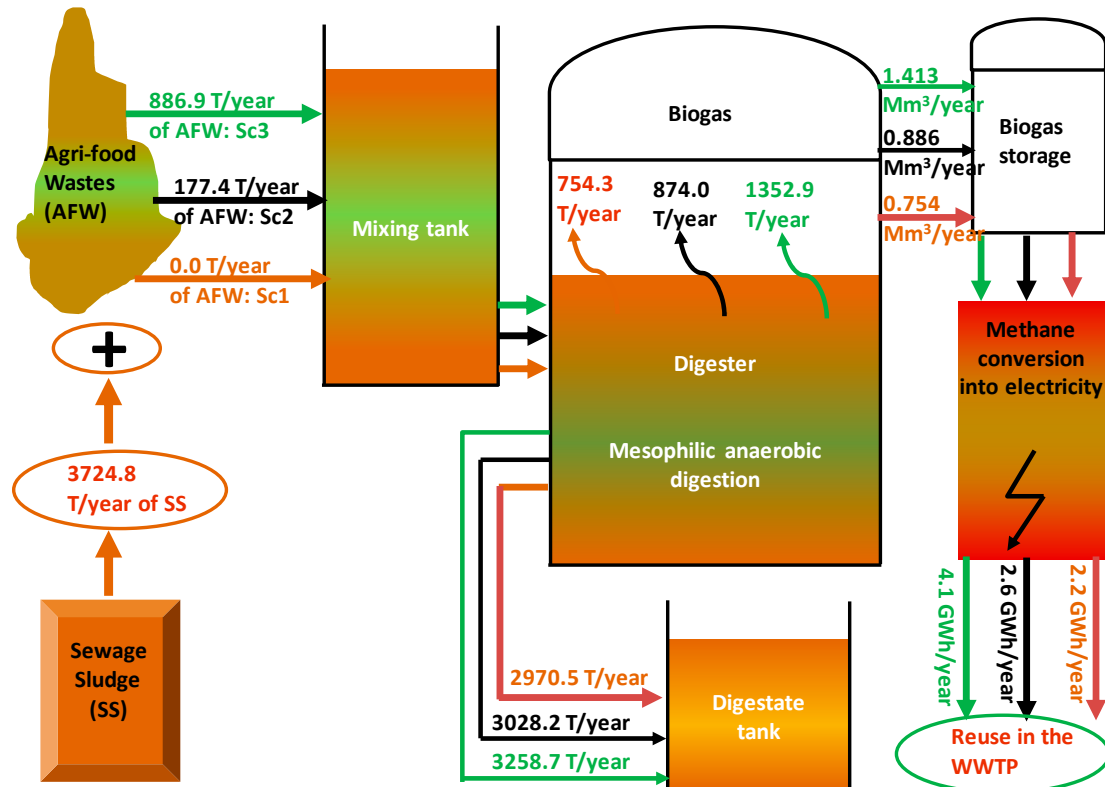 886.9 T/year
of AFW: Sc3
Agri-food
Wastes
(AFW)
177.4 T/year
of AFW: Sc2
0.0 T/year
of AFW: Sc1
+
3724.8
T/year of SS
Sewage
Sludge
(SS)
Mixing tank
Biogas
754.3
T/year
874.0
T/year
1352.9
T/year
Digester
Mesophilic anaerobic
digestion
1.413
Mm³/year
0.886
Mm³/year
0.754
Mm³/year
Biogas
storage
Methane
conversion
into electricity
4.1 GWh/year
2.6 GWh/year
2.2 GWh/year
2970.5 T/year
3028.2 T/year
3258.7 T/year
Digestate
tank
Reuse in the
WWTP